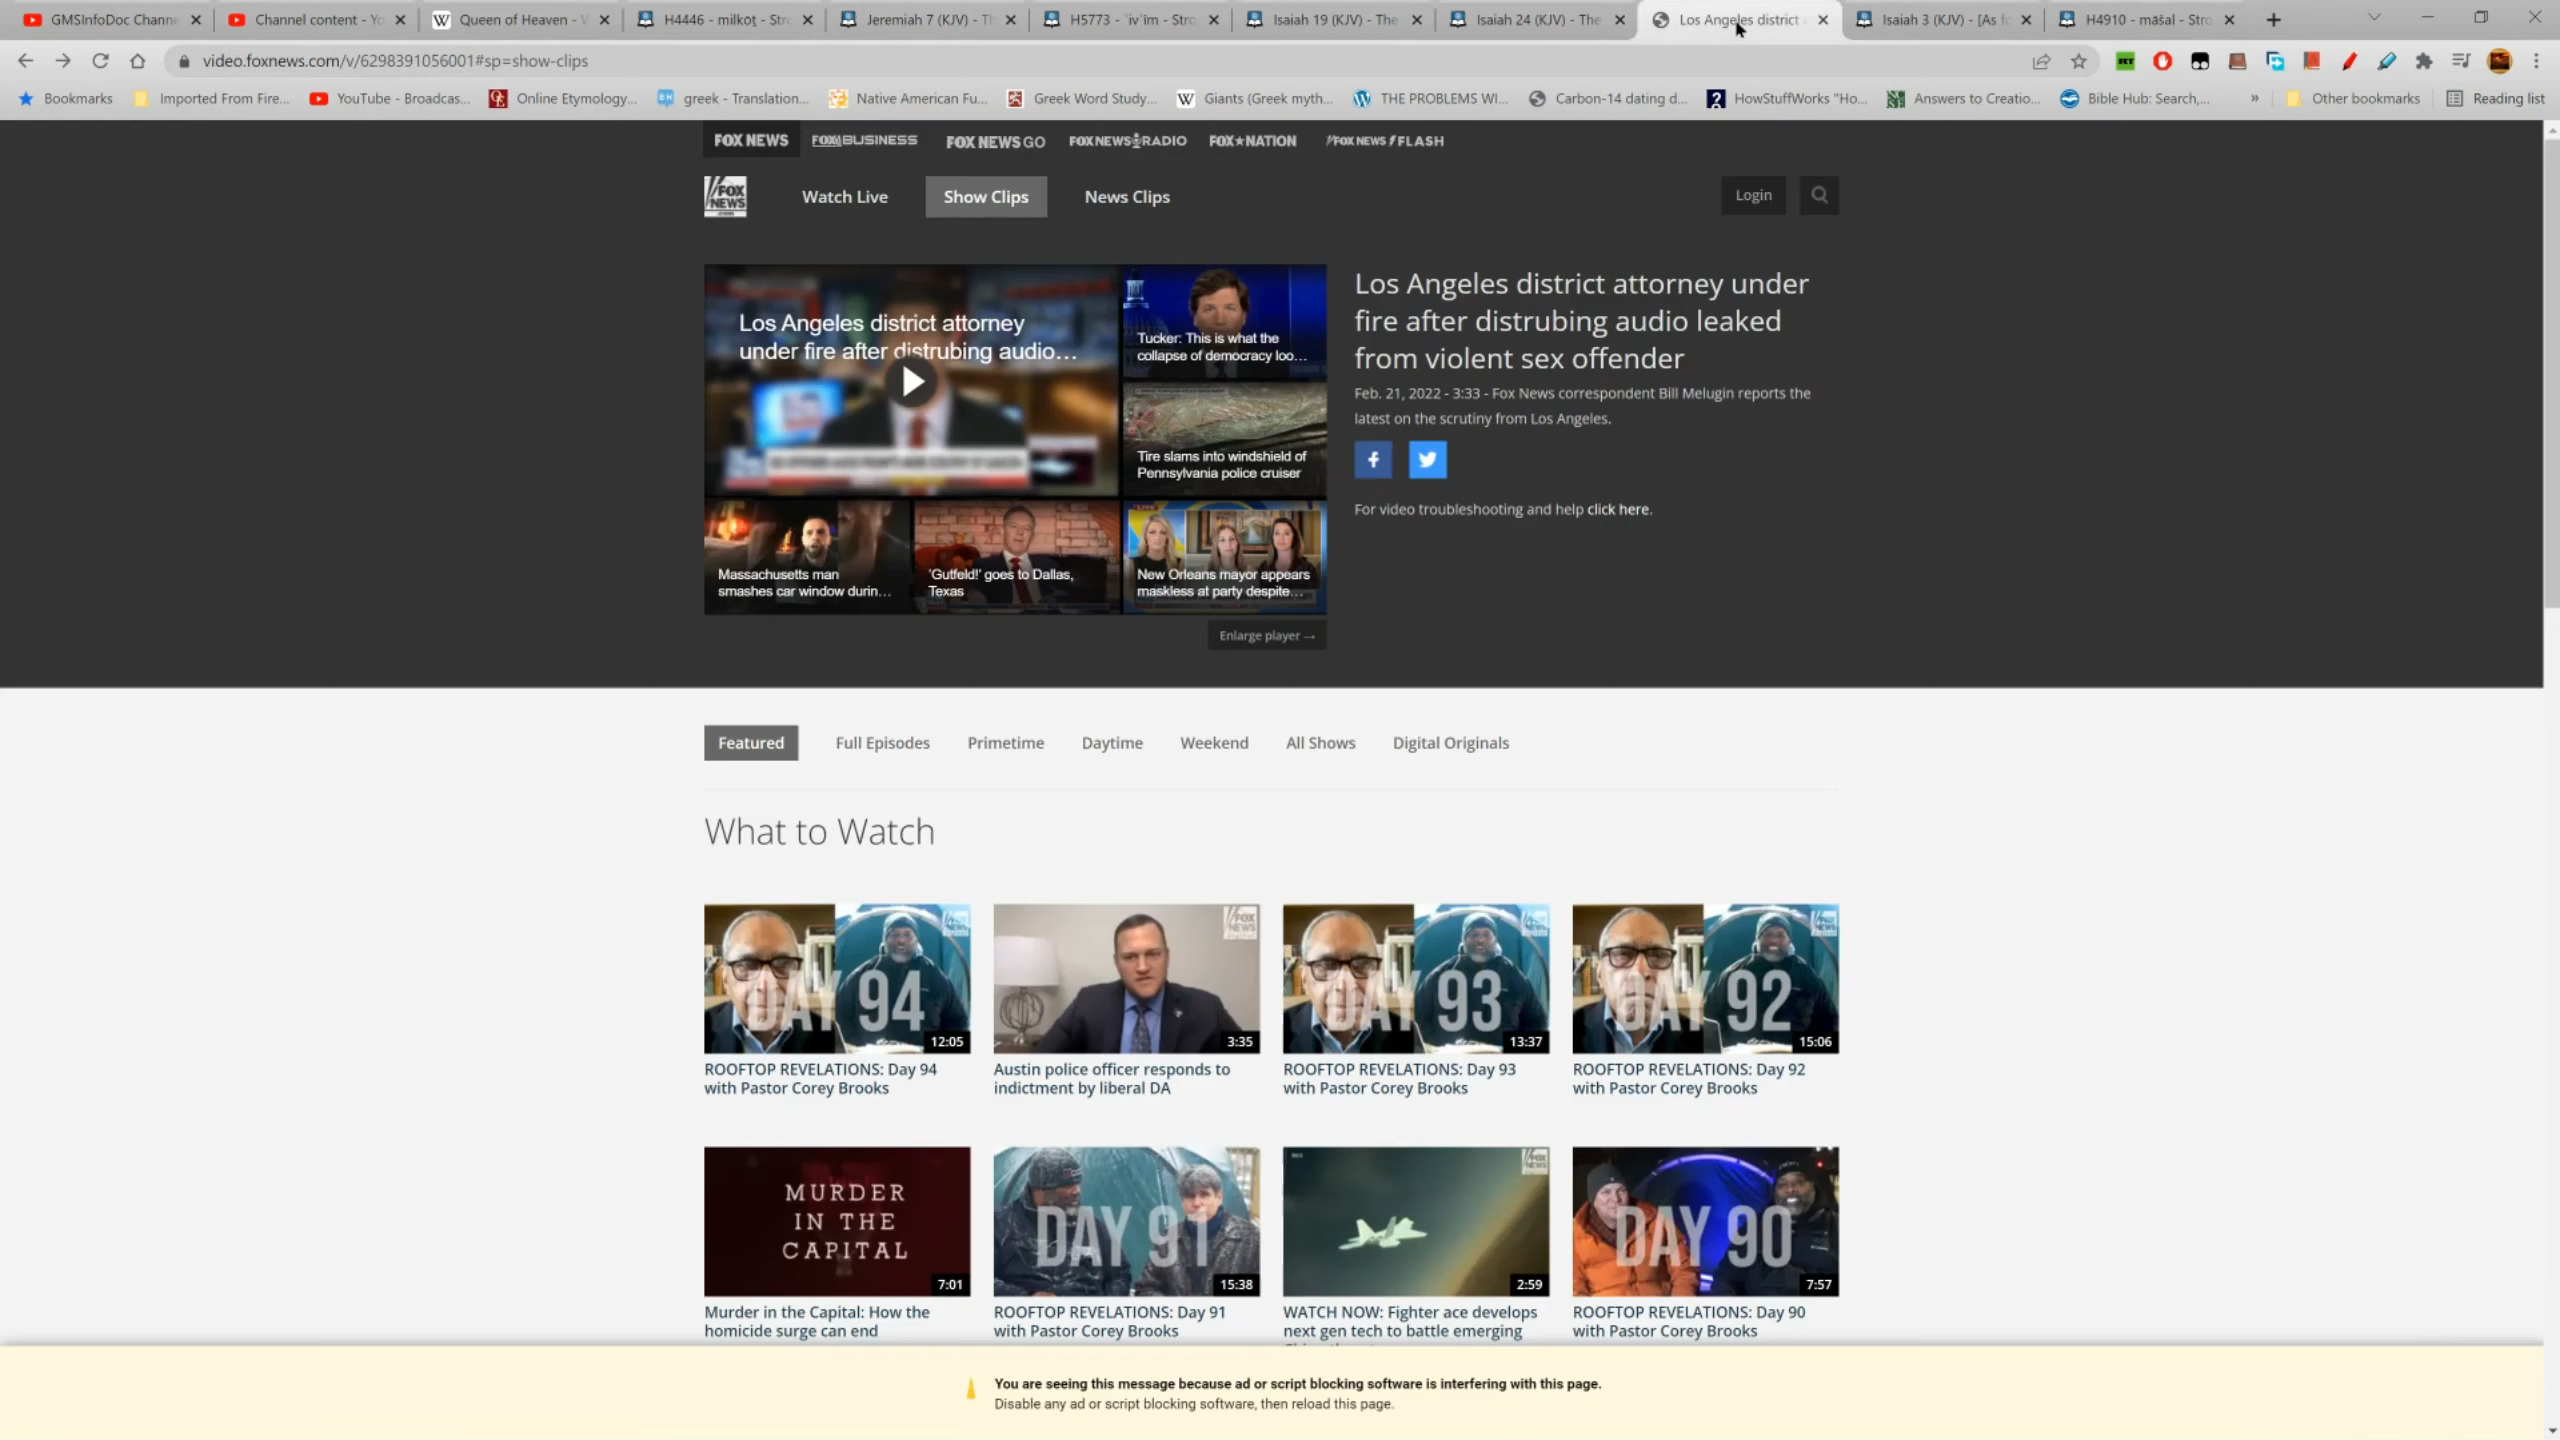 GMSInfoDoc Channe
Channel content - Yo
Queen of Heaven - W
H4446 - milkōṯ - Stro
Jeremiah 7 (KJV) - Th
H5773 - ʿivʿîm - Stro
Isaiah 19 (KJV) - The
Isaiah 24 (KJV) - The
Los Angeles district a
Isaiah 3 (KJV) - [As fo
H4910 - māšal - Stro
video.foxnews.com/v/6298391056001#sp=show-clips
Bookmarks
Imported From Fire...
YouTube - Broadcas...
Online Etymology...
greek - Translation...
Native American Fu...
Greek Word Study...
Giants (Greek myth...
THE PROBLEMS WI...
Carbon-14 dating d...
HowStuffWorks "Ho...
Answers to Creatio...
Bible Hub: Search,...
»
Other bookmarks
Reading list
FOX NEWS
FOX BUSINESS
FOX NEWS GO
FOX NEWS RADIO
FOX★NATION
FOX NEWS FLASH
FOX NEWS
Watch Live
Show Clips
News Clips
Login
Los Angeles district attorney
under fire after distrubing audio...
Tucker: This is what the
collapse of democracy loo...
Tire slams into windshield of
Pennsylvania police cruiser
Massachusetts man
smashes car window durin...
'Gutfeld!' goes to Dallas,
Texas
New Orleans mayor appears
maskless at party despite...
Enlarge player →
Los Angeles district attorney under
fire after distrubing audio leaked
from violent sex offender
Feb. 21, 2022 - 3:33 - Fox News correspondent Bill Melugin reports the
latest on the scrutiny from Los Angeles.
For video troubleshooting and help click here.
Featured
Full Episodes
Primetime
Daytime
Weekend
All Shows
Digital Originals
What to Watch
DAY 94
12:05
ROOFTOP REVELATIONS: Day 94
with Pastor Corey Brooks
FOX NEWS
3:35
Austin police officer responds to
indictment by liberal DA
DAY 93
13:37
ROOFTOP REVELATIONS: Day 93
with Pastor Corey Brooks
DAY 92
15:06
ROOFTOP REVELATIONS: Day 92
with Pastor Corey Brooks
MURDER
IN THE
CAPITAL
7:01
Murder in the Capital: How the
homicide surge can end
DAY 91
15:38
ROOFTOP REVELATIONS: Day 91
with Pastor Corey Brooks
2:59
WATCH NOW: Fighter ace develops
next gen tech to battle emerging
DAY 90
7:57
ROOFTOP REVELATIONS: Day 90
with Pastor Corey Brooks
You are seeing this message because ad or script blocking software is interfering with this page.
Disable any ad or script blocking software, then reload this page.